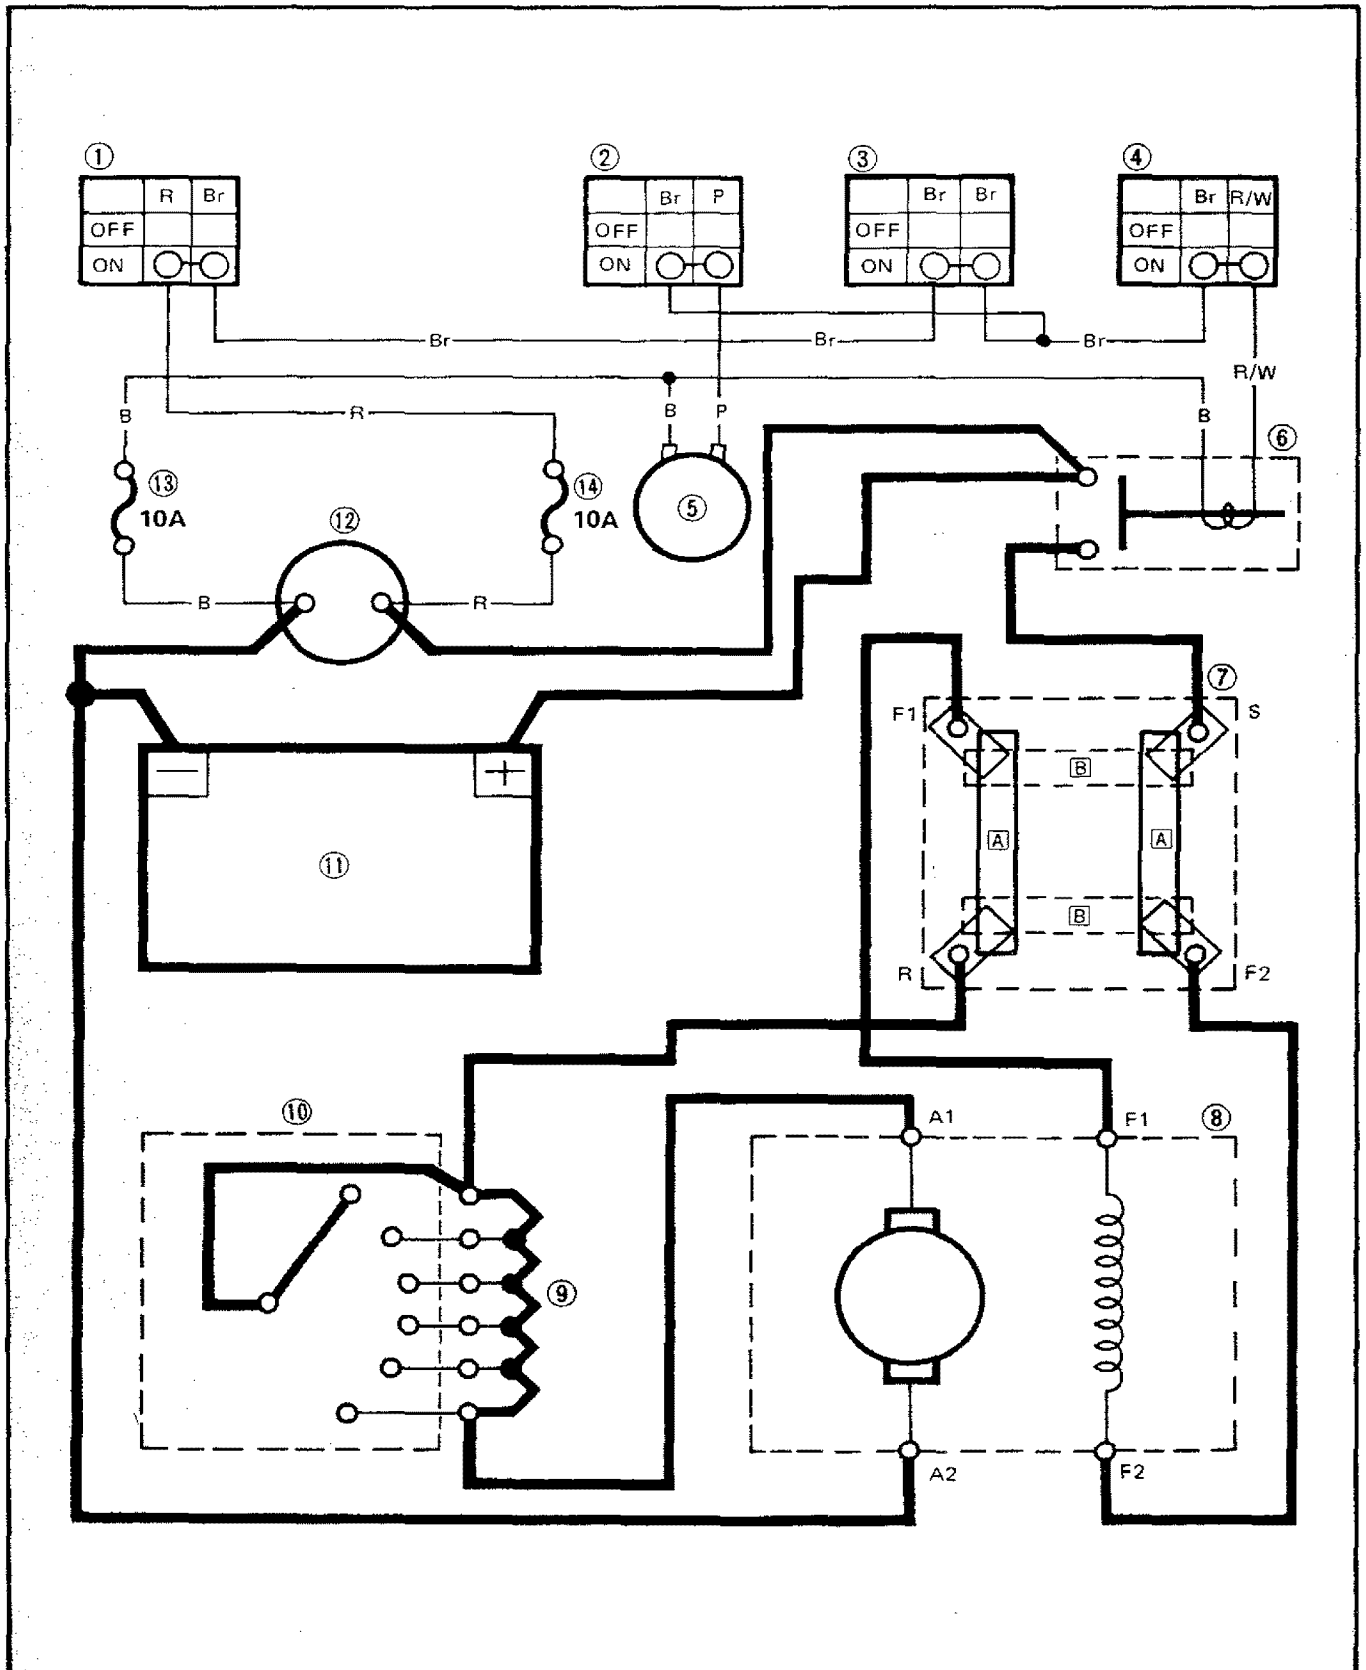 ① ② ③ ④
R Br
OFF
ON
Br P
OFF
ON
Br Br
OFF
ON
Br R/W
OFF
ON
Br Br Br
R/W
B R B P B
⑥
⑬
10A
⑭
10A
⑤
⑫
B R
⑦
F1 S
B
− +
A A
⑪
B
R F2
⑩
A1 F1 ⑧
⑨
A2 F2